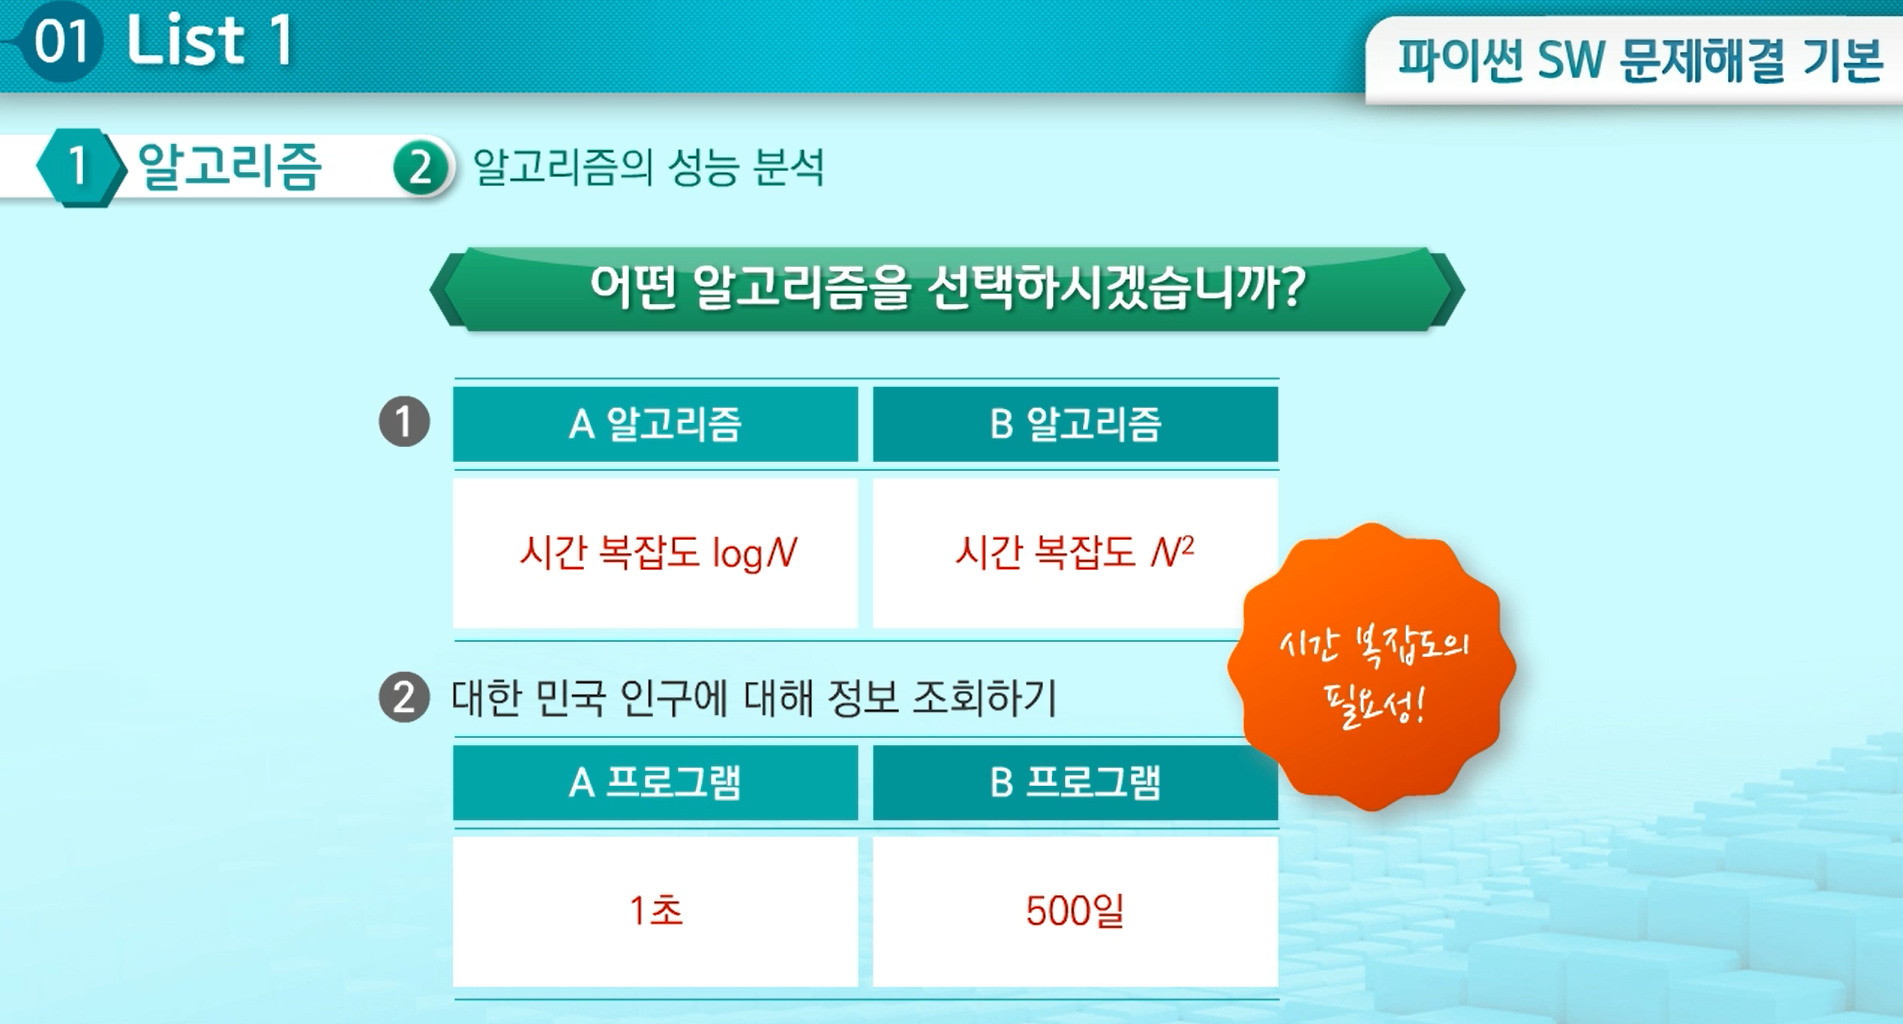 01 List 1
파이썬 SW 문제해결 기본
1 알고리즘 2 알고리즘의 성능 분석
어떤 알고리즘을 선택하시겠습니까?
1 A 알고리즘 B 알고리즘
시간 복잡도 logN 시간 복잡도 N²
시간 복잡도의
필요성!
2 대한 민국 인구에 대해 정보 조회하기
A 프로그램 B 프로그램
1초 500일